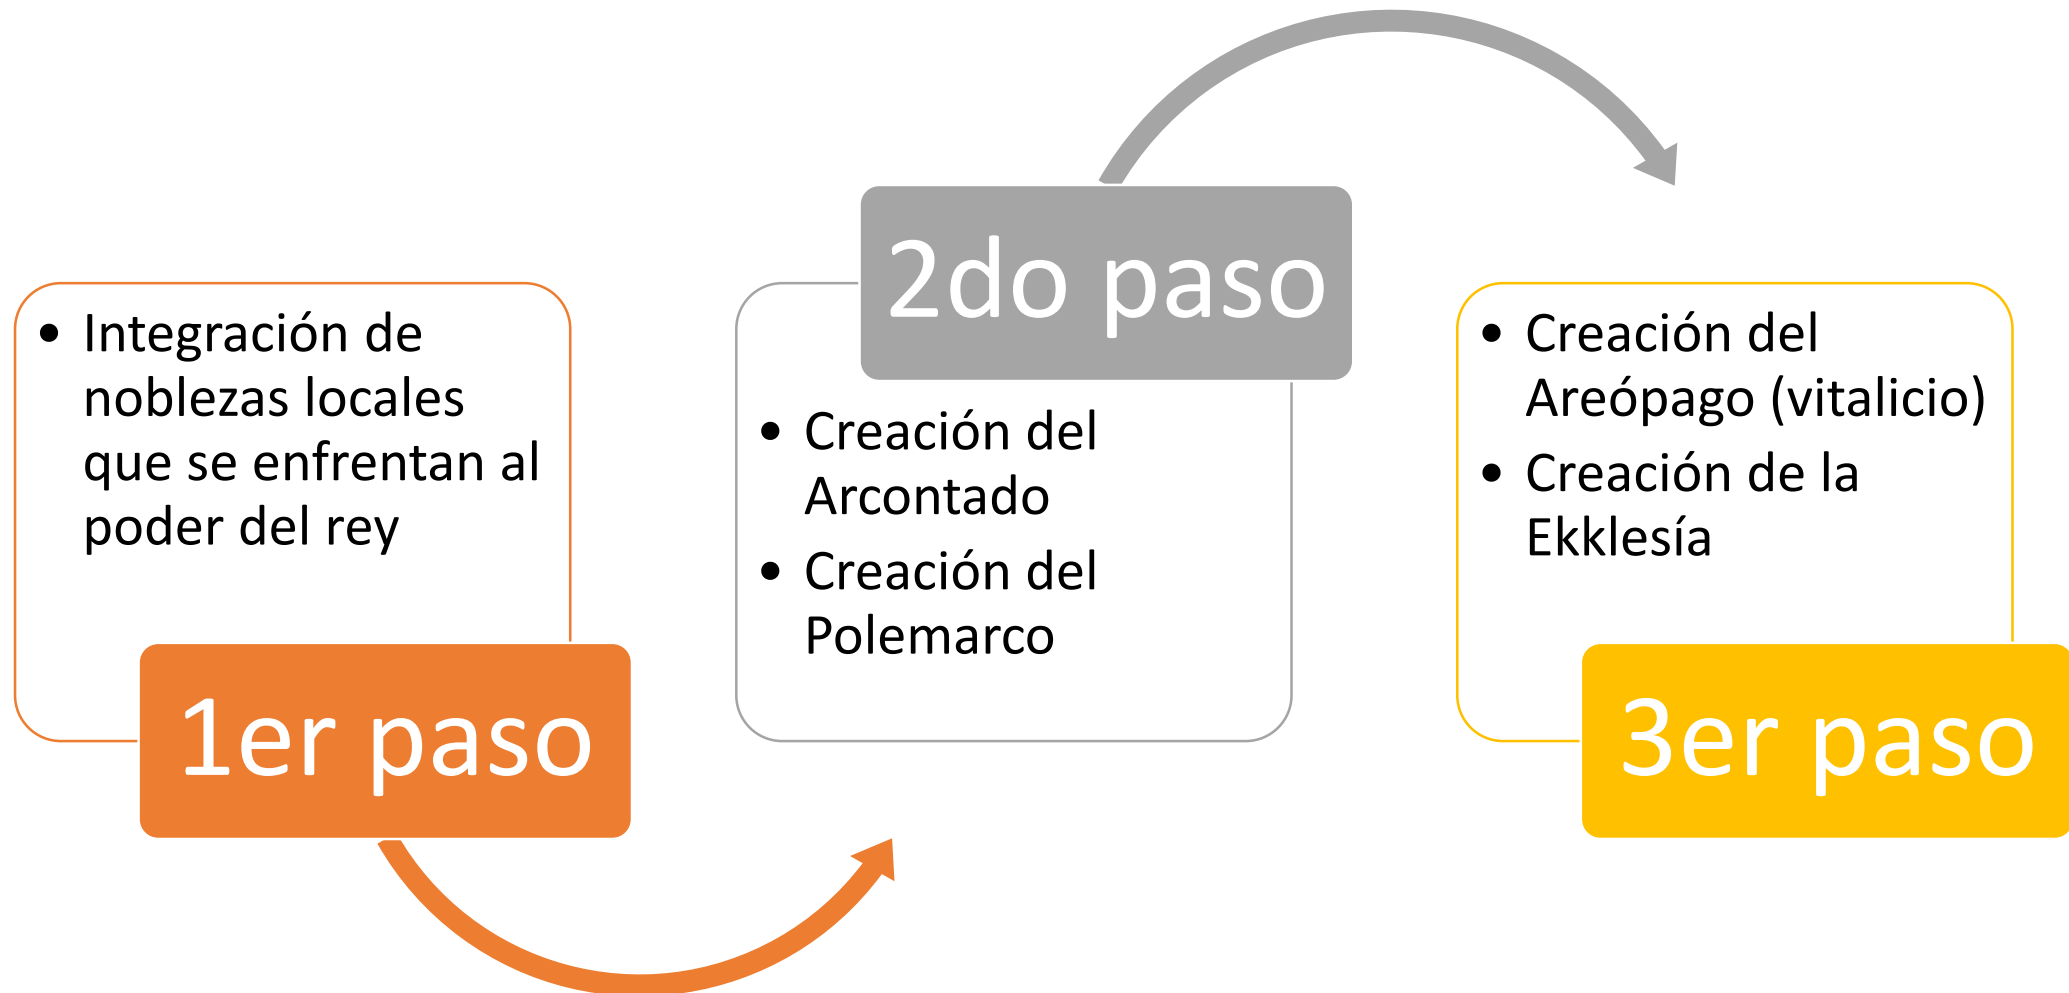 • Integración de
noblezas locales
que se enfrentan al
poder del rey
1er paso
2do paso
• Creación del
Arcontado
• Creación del
Polemarco
• Creación del
Areópago (vitalicio)
• Creación de la
Ekklesía
3er paso